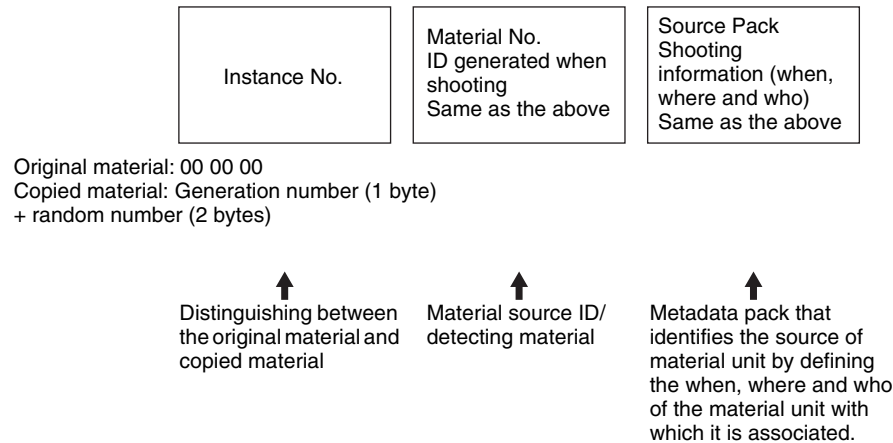 Instance No.
Material No.
ID generated when
shooting
Same as the above
Source Pack
Shooting
information (when,
where and who)
Same as the above
Original material: 00 00 00
Copied material: Generation number (1 byte)
+ random number (2 bytes)
Distinguishing between
the original material and
copied material
Material source ID/
detecting material
Metadata pack that
identifies the source of
material unit by defining
the when, where and who
of the material unit with
which it is associated.